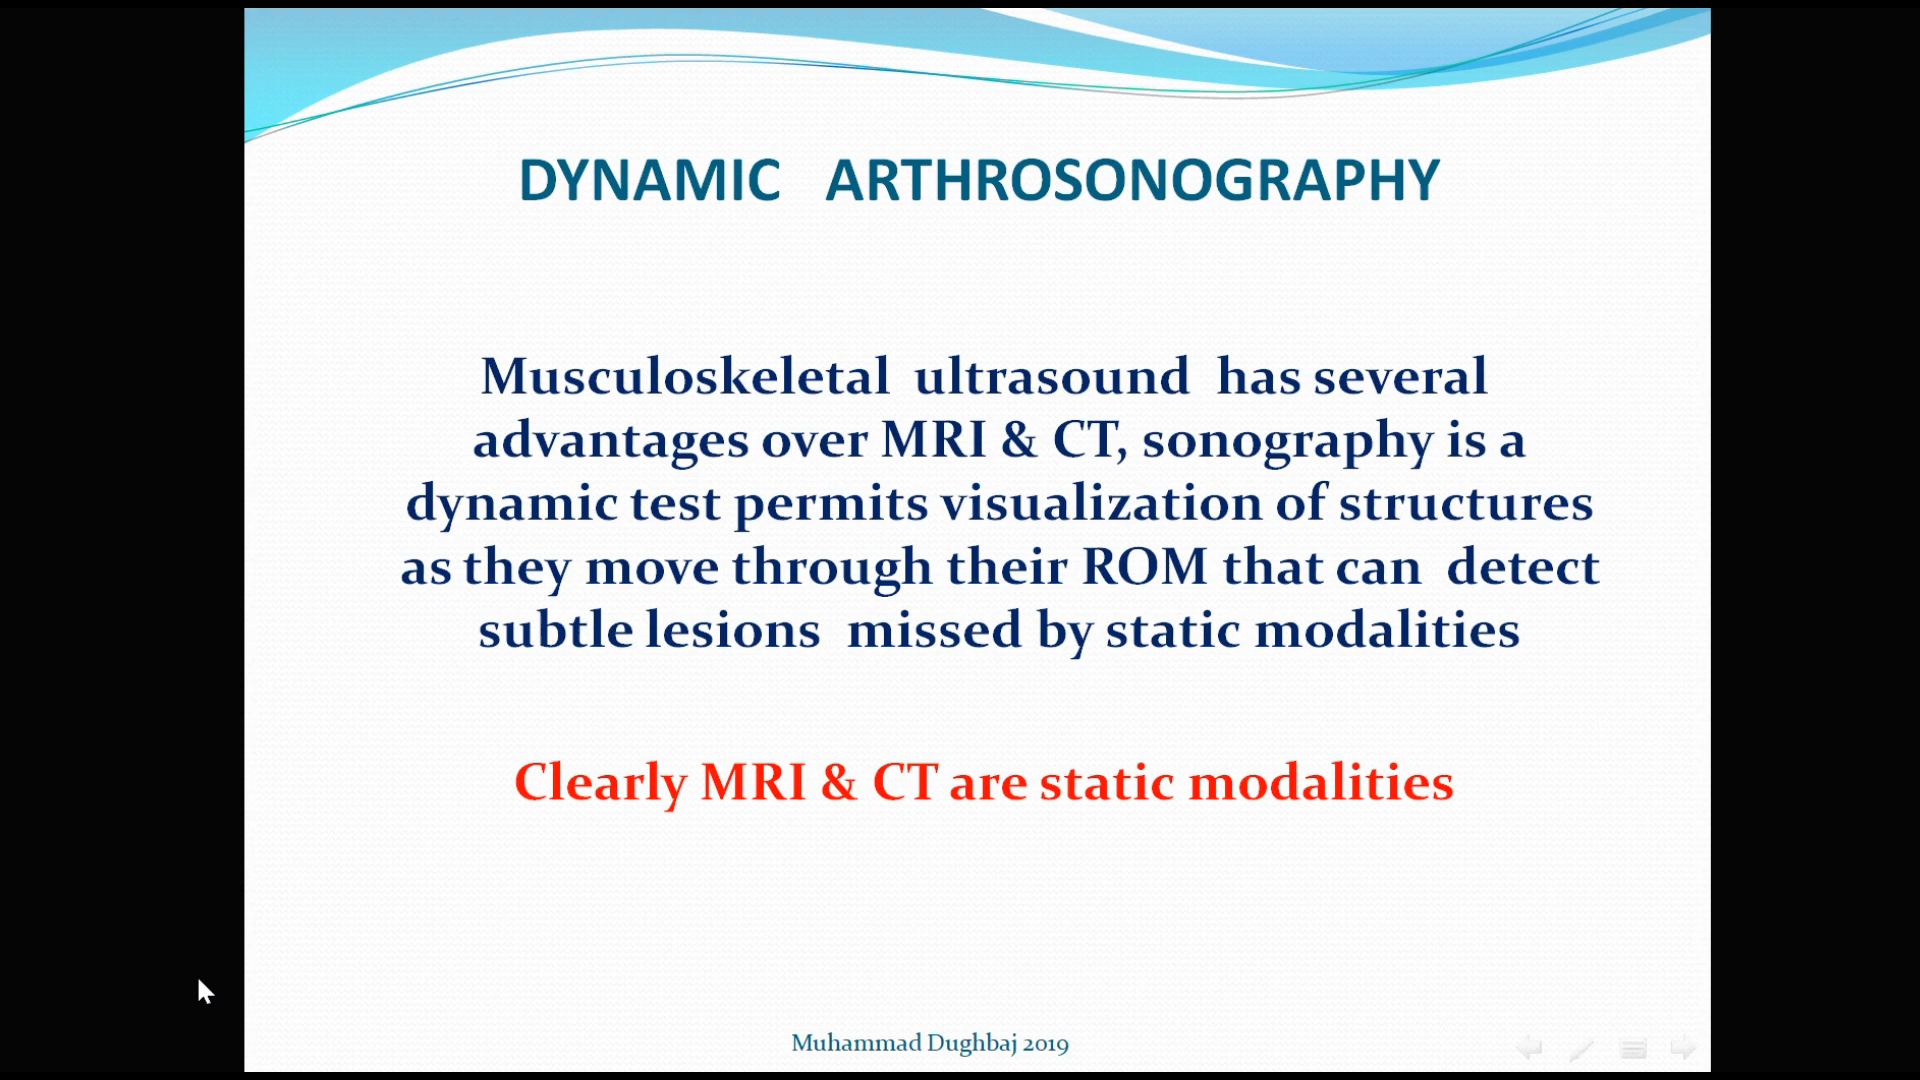 DYNAMIC ARTHROSONOGRAPHY
Musculoskeletal ultrasound has several
advantages over MRI & CT, sonography is a
dynamic test permits visualization of structures
as they move through their ROM that can detect
subtle lesions missed by static modalities
Clearly MRI & CT are static modalities
Muhammad Dughbaj 2019